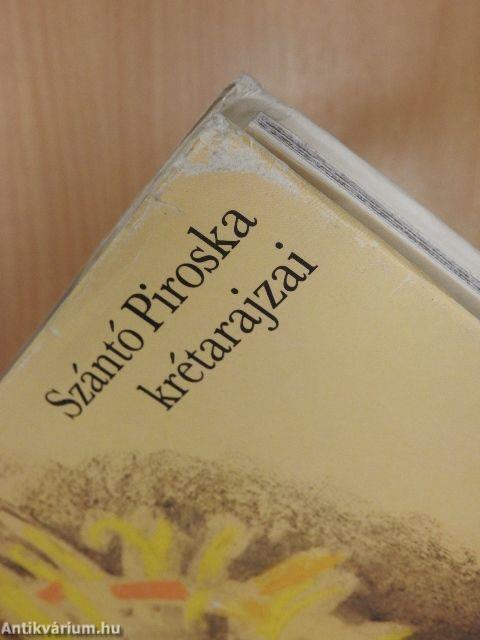 Szántó Piroska
krétarajzai
Antikvárium.hu